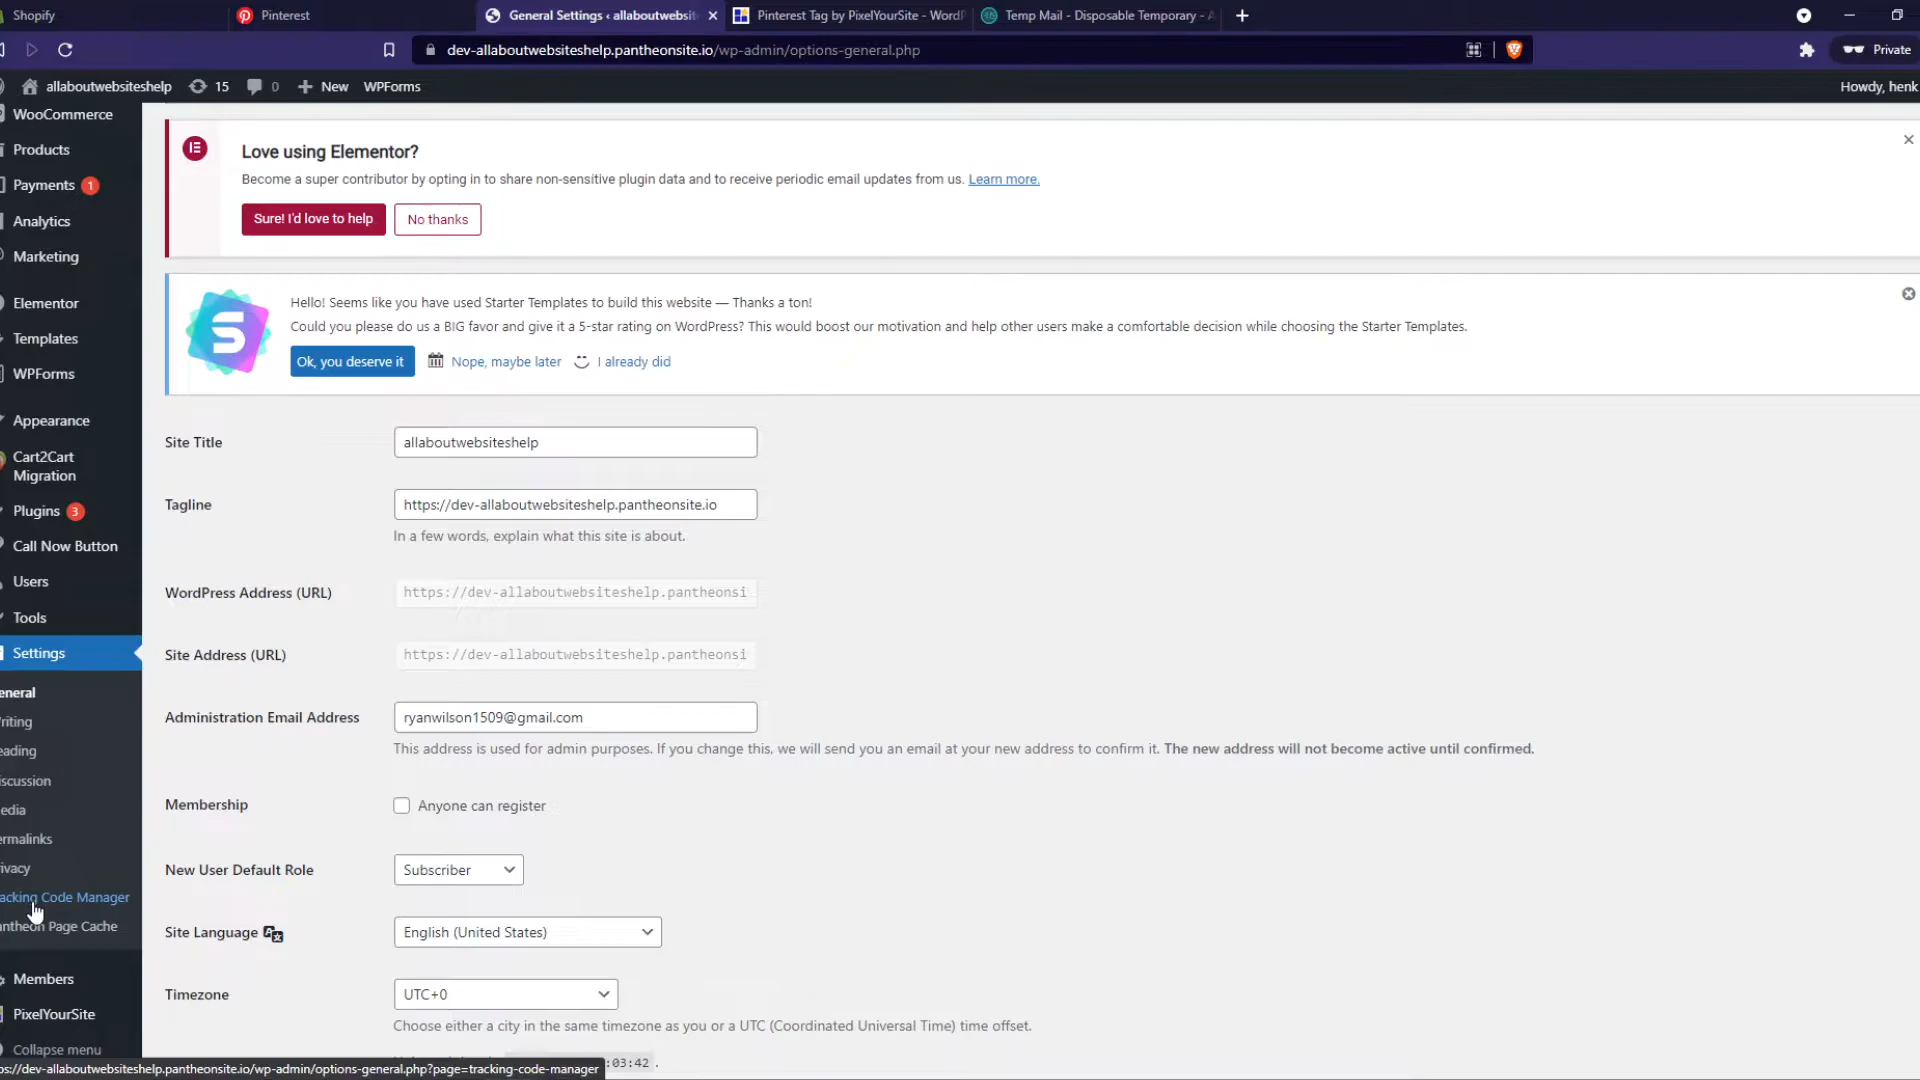 Shopify
Pinterest
General Settings ‹ allaboutwebsit
Pinterest Tag by PixelYourSite - WordP
Temp Mail - Disposable Temporary - A
dev-allaboutwebsiteshelp.pantheonsite.io/wp-admin/options-general.php
Private
allaboutwebsiteshelp
15
0
New
WPForms
Howdy, henk
WooCommerce
Products
Payments 1
Analytics
Marketing
Elementor
Templates
WPForms
Appearance
Cart2Cart
Migration
Plugins 3
Call Now Button
Users
Tools
Settings
eneral
riting
eading
iscussion
edia
ermalinks
ivacy
acking Code Manager
antheon Page Cache
Members
PixelYourSite
Collapse menu
Love using Elementor?
Become a super contributor by opting in to share non-sensitive plugin data and to receive periodic email updates from us. Learn more.
Sure! I'd love to help
No thanks
Hello! Seems like you have used Starter Templates to build this website — Thanks a ton!
Could you please do us a BIG favor and give it a 5-star rating on WordPress? This would boost our motivation and help other users make a comfortable decision while choosing the Starter Templates.
Ok, you deserve it
Nope, maybe later
I already did
Site Title
allaboutwebsiteshelp
Tagline
https://dev-allaboutwebsiteshelp.pantheonsite.io
In a few words, explain what this site is about.
WordPress Address (URL)
https://dev-allaboutwebsiteshelp.pantheonsi
Site Address (URL)
https://dev-allaboutwebsiteshelp.pantheonsi
Administration Email Address
ryanwilson1509@gmail.com
This address is used for admin purposes. If you change this, we will send you an email at your new address to confirm it. The new address will not become active until confirmed.
Membership
Anyone can register
New User Default Role
Subscriber
Site Language
English (United States)
Timezone
UTC+0
Choose either a city in the same timezone as you or a UTC (Coordinated Universal Time) time offset.
:03:42 .
ps://dev-allaboutwebsiteshelp.pantheonsite.io/wp-admin/options-general.php?page=tracking-code-manager